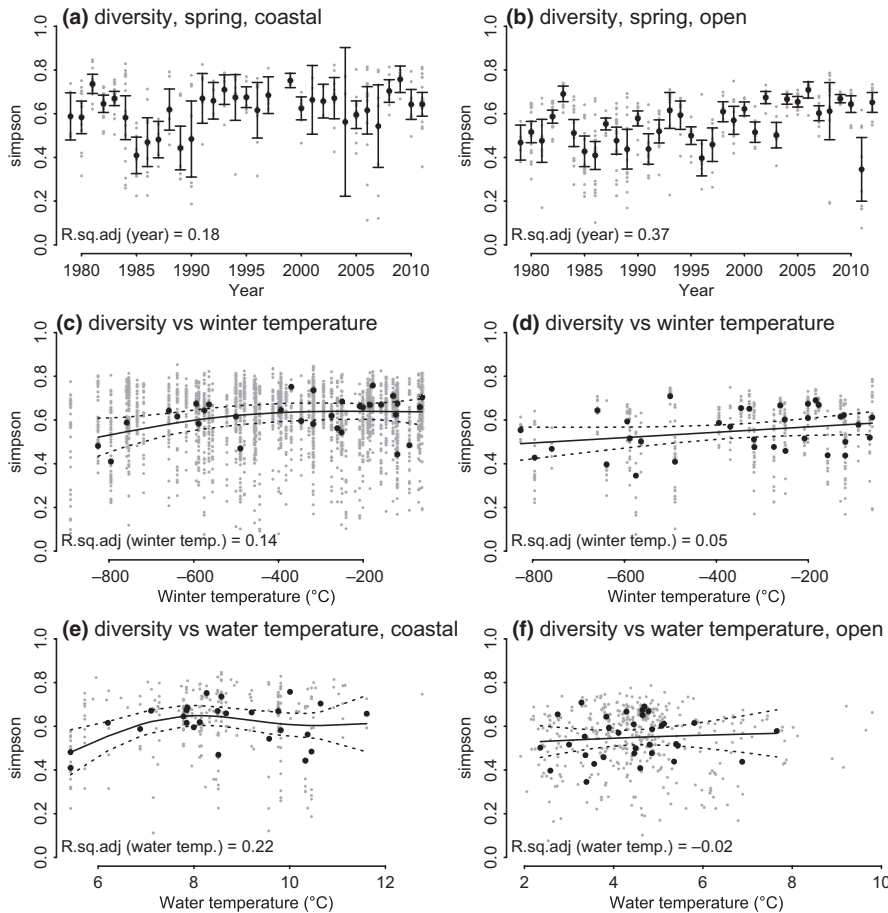 (a) diversity, spring, coastal
simpson
0.0 0.2 0.4 0.6 0.8 1.0
R.sq.adj (year) = 0.18
1980 1985 1990 1995 2000 2005 2010
Year
(b) diversity, spring, open
simpson
0.0 0.2 0.4 0.6 0.8 1.0
R.sq.adj (year) = 0.37
1980 1985 1990 1995 2000 2005 2010
Year
(c) diversity vs winter temperature
simpson
0.0 0.2 0.4 0.6 0.8 1.0
R.sq.adj (winter temp.) = 0.14
−800 −600 −400 −200
Winter temperature (°C)
(d) diversity vs winter temperature
simpson
0.0 0.2 0.4 0.6 0.8 1.0
R.sq.adj (winter temp.) = 0.05
−800 −600 −400 −200
Winter temperature (°C)
(e) diversity vs water temperature, coastal
simpson
0.0 0.2 0.4 0.6 0.8 1.0
R.sq.adj (water temp.) = 0.22
6 8 10 12
Water temperature (°C)
(f) diversity vs water temperature, open
simpson
0.0 0.2 0.4 0.6 0.8 1.0
R.sq.adj (water temp.) = −0.02
2 4 6 8 10
Water temperature (°C)